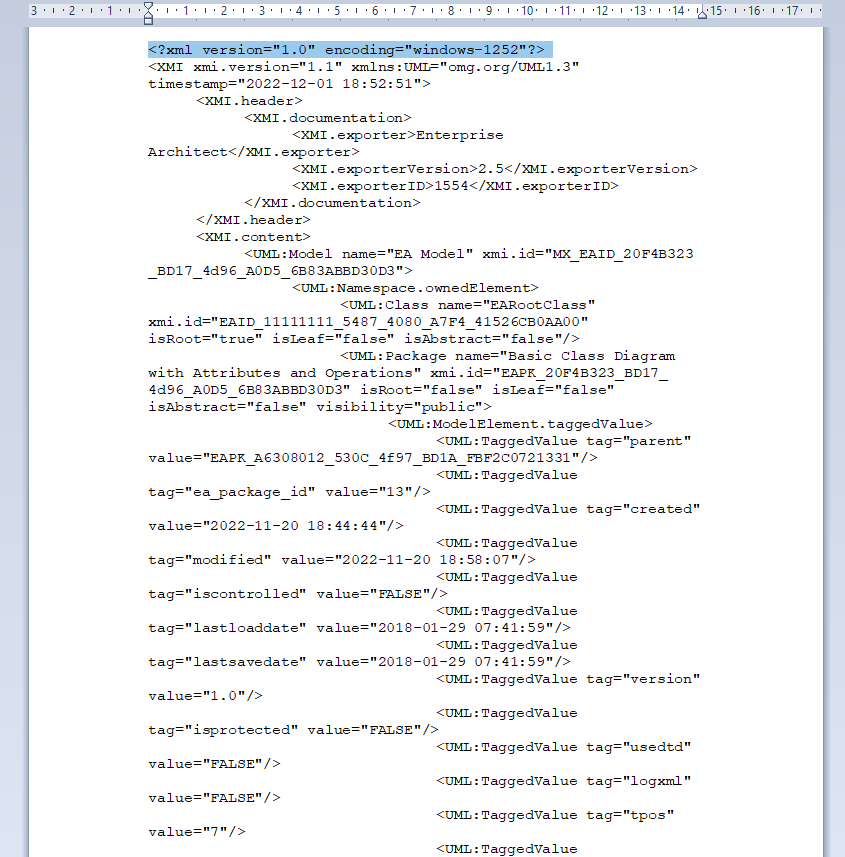 3 · 2 · 1 · 1 · 2 · 3 · 4 · 5 · 6 · 7 · 8 · 9 · 10 · 11 · 12 · 13 · 14 · 15 · 16 · 17 ·
<?xml version="1.0" encoding="windows-1252"?>
<XMI xmi.version="1.1" xmlns:UML="omg.org/UML1.3"
timestamp="2022-12-01 18:52:51">
<XMI.header>
<XMI.documentation>
<XMI.exporter>Enterprise
Architect</XMI.exporter>
<XMI.exporterVersion>2.5</XMI.exporterVersion>
<XMI.exporterID>1554</XMI.exporterID>
</XMI.documentation>
</XMI.header>
<XMI.content>
<UML:Model name="EA Model" xmi.id="MX_EAID_20F4B323
_BD17_4d96_A0D5_6B83ABBD30D3">
<UML:Namespace.ownedElement>
<UML:Class name="EARootClass"
xmi.id="EAID_11111111_5487_4080_A7F4_41526CB0AA00"
isRoot="true" isLeaf="false" isAbstract="false"/>
<UML:Package name="Basic Class Diagram
with Attributes and Operations" xmi.id="EAPK_20F4B323_BD17_
4d96_A0D5_6B83ABBD30D3" isRoot="false" isLeaf="false"
isAbstract="false" visibility="public">
<UML:ModelElement.taggedValue>
<UML:TaggedValue tag="parent"
value="EAPK_A6308012_530C_4f97_BD1A_FBF2C0721331"/>
<UML:TaggedValue
tag="ea_package_id" value="13"/>
<UML:TaggedValue tag="created"
value="2022-11-20 18:44:44"/>
<UML:TaggedValue
tag="modified" value="2022-11-20 18:58:07"/>
<UML:TaggedValue
tag="iscontrolled" value="FALSE"/>
<UML:TaggedValue
tag="lastloaddate" value="2018-01-29 07:41:59"/>
<UML:TaggedValue
tag="lastsavedate" value="2018-01-29 07:41:59"/>
<UML:TaggedValue tag="version"
value="1.0"/>
<UML:TaggedValue
tag="isprotected" value="FALSE"/>
<UML:TaggedValue tag="usedtd"
value="FALSE"/>
<UML:TaggedValue tag="logxml"
value="FALSE"/>
<UML:TaggedValue tag="tpos"
value="7"/>
<UML:TaggedValue